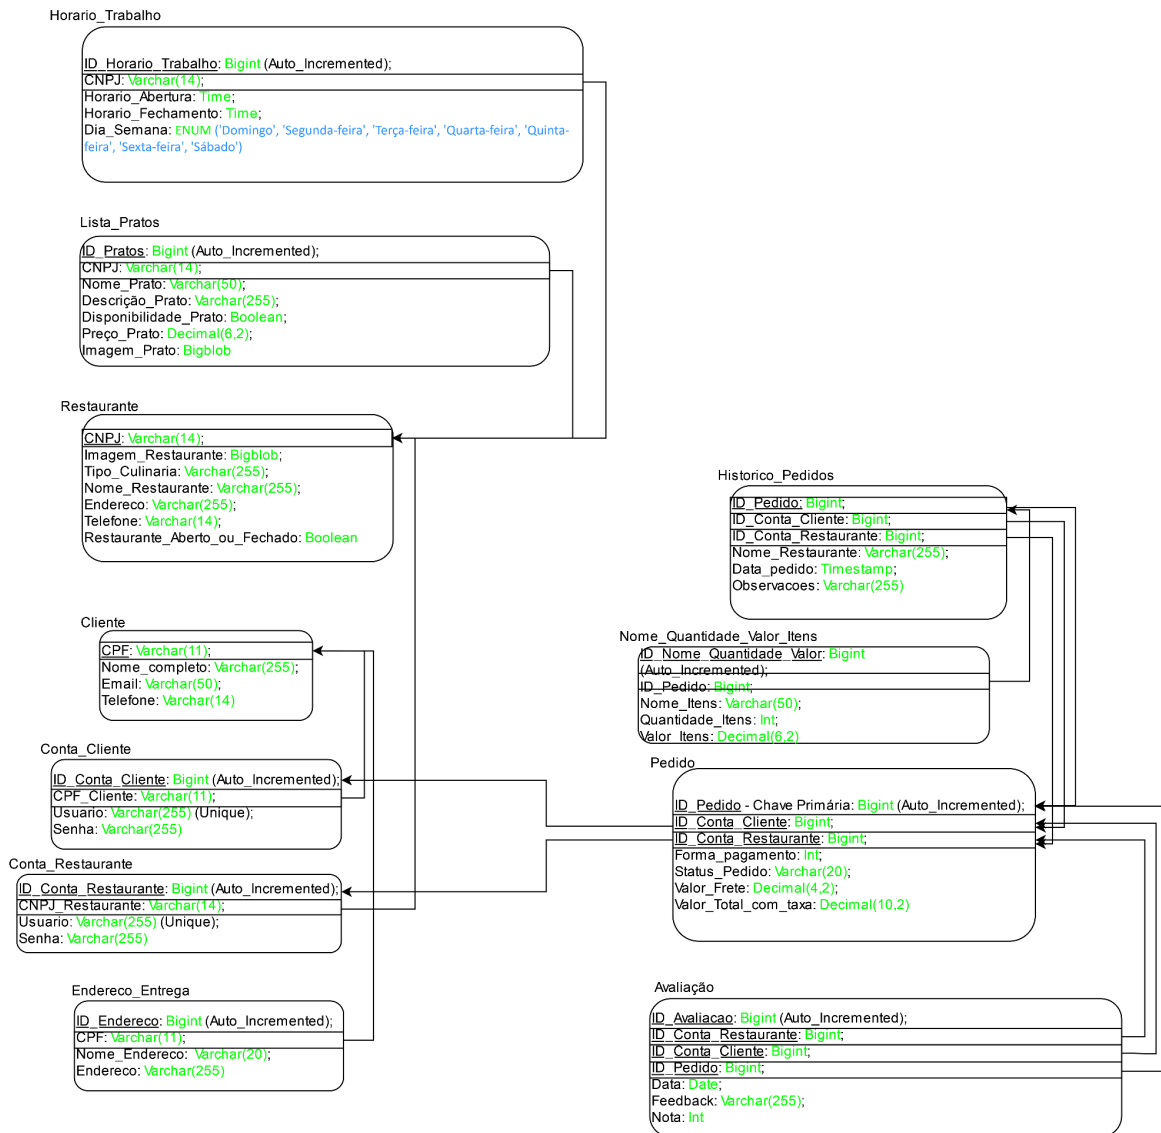 Horario_Trabalho
ID_Horario_Trabalho: Bigint (Auto_Incremented);
CNPJ: Varchar(14);
Horario_Abertura: Time;
Horario_Fechamento: Time;
Dia_Semana: ENUM ('Domingo', 'Segunda-feira', 'Terça-feira', 'Quarta-feira', 'Quinta-
feira', 'Sexta-feira', 'Sábado')
Lista_Pratos
ID_Pratos: Bigint (Auto_Incremented);
CNPJ: Varchar(14);
Nome_Prato: Varchar(50);
Descrição_Prato: Varchar(255);
Disponibilidade_Prato: Boolean;
Preço_Prato: Decimal(6,2);
Imagem_Prato: Bigblob
Restaurante
CNPJ: Varchar(14);
Imagem_Restaurante: Bigblob;
Tipo_Culinaria: Varchar(255);
Nome_Restaurante: Varchar(255);
Endereco: Varchar(255);
Telefone: Varchar(14);
Restaurante_Aberto_ou_Fechado: Boolean
Historico_Pedidos
ID_Pedido: Bigint;
ID_Conta_Cliente: Bigint;
ID_Conta_Restaurante: Bigint;
Nome_Restaurante: Varchar(255);
Data_pedido: Timestamp;
Observacoes: Varchar(255)
Cliente
CPF: Varchar(11);
Nome_completo: Varchar(255);
Email: Varchar(50);
Telefone: Varchar(14)
Nome_Quantidade_Valor_Itens
ID_Nome_Quantidade_Valor: Bigint
(Auto_Incremented);
ID_Pedido: Bigint;
Nome_Itens: Varchar(50);
Quantidade_Itens: Int;
Valor_Itens: Decimal(6,2)
Conta_Cliente
ID_Conta_Cliente: Bigint (Auto_Incremented);
CPF_Cliente: Varchar(11);
Usuario: Varchar(255) (Unique);
Senha: Varchar(255)
Pedido
ID_Pedido - Chave Primária: Bigint (Auto_Incremented);
ID_Conta_Cliente: Bigint;
ID_Conta_Restaurante: Bigint;
Forma_pagamento: Int;
Status_Pedido: Varchar(20);
Valor_Frete: Decimal(4,2);
Valor_Total_com_taxa: Decimal(10,2)
Conta_Restaurante
ID_Conta_Restaurante: Bigint (Auto_Incremented);
CNPJ_Restaurante: Varchar(14);
Usuario: Varchar(255) (Unique);
Senha: Varchar(255)
Endereco_Entrega
ID_Endereco: Bigint (Auto_Incremented);
CPF: Varchar(11);
Nome_Endereco: Varchar(20);
Endereco: Varchar(255)
Avaliação
ID_Avaliacao: Bigint (Auto_Incremented);
ID_Conta_Restaurante: Bigint;
ID_Conta_Cliente: Bigint;
ID_Pedido: Bigint;
Data: Date;
Feedback: Varchar(255);
Nota: Int